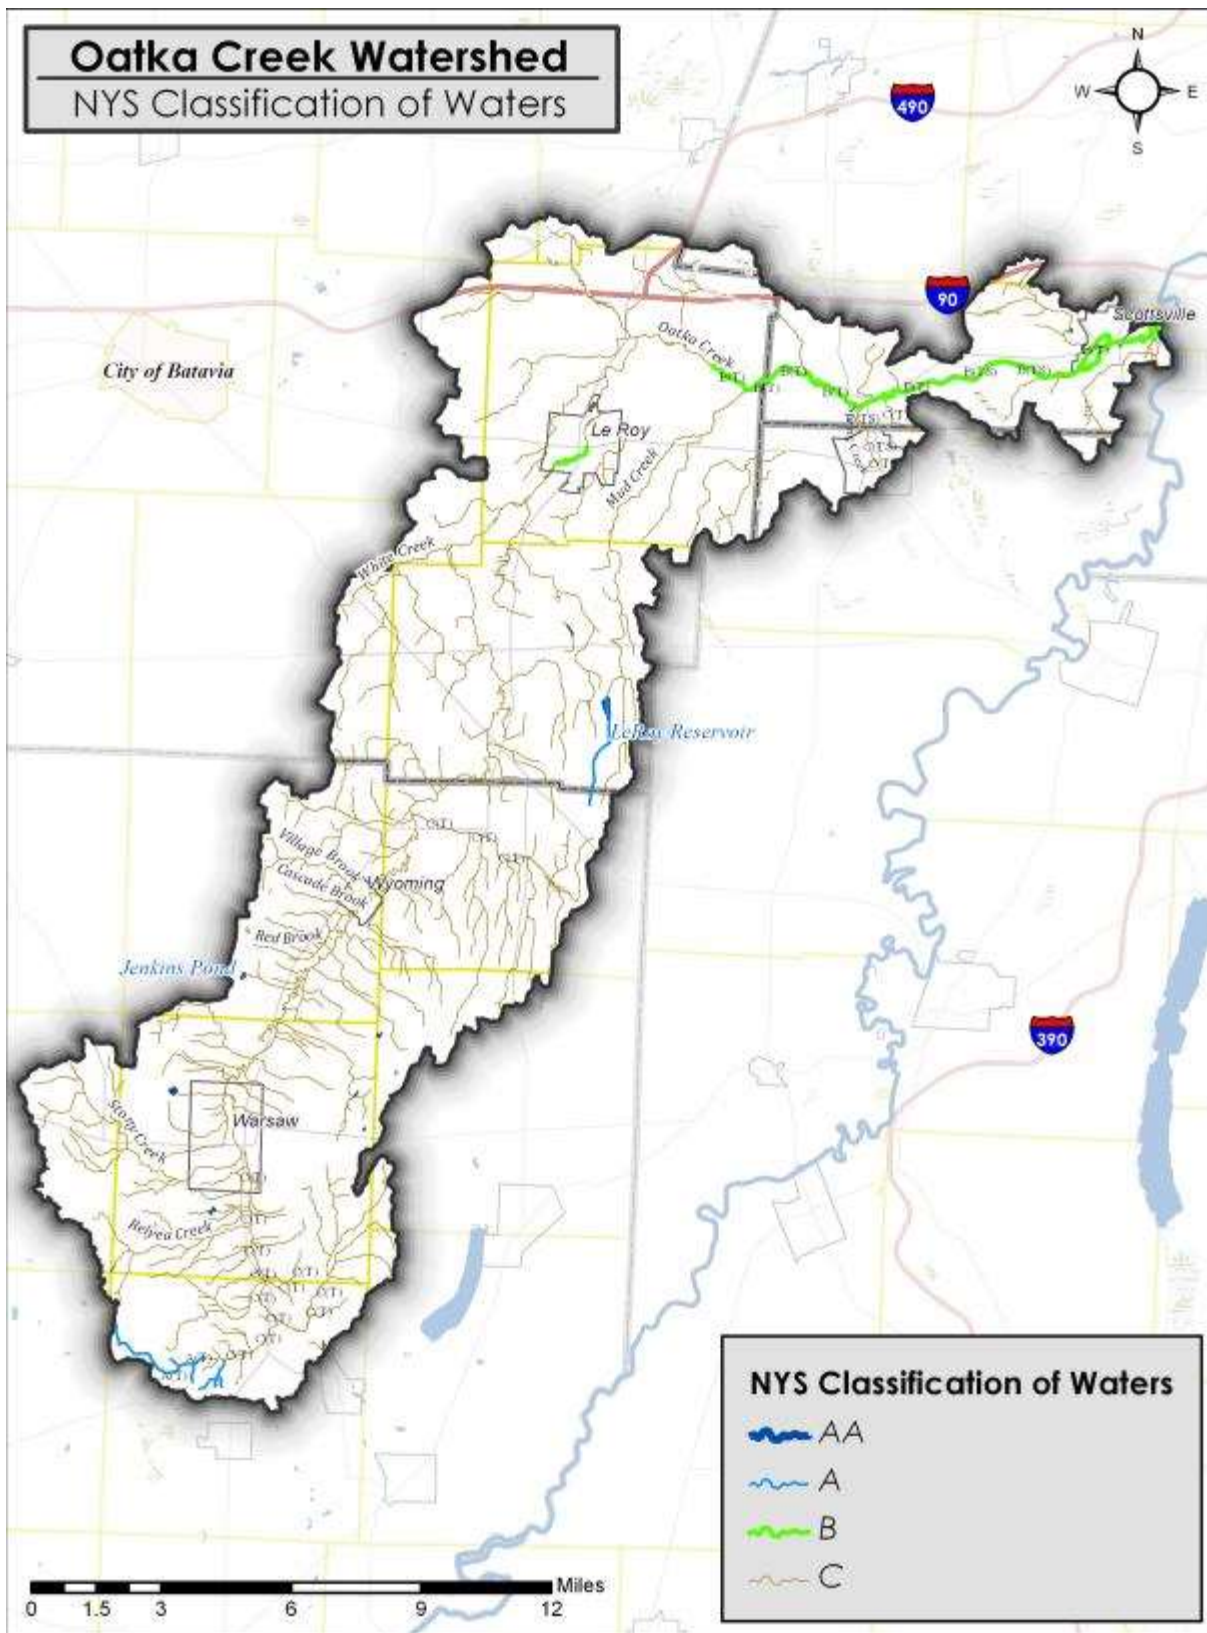 Oatka Creek Watershed
NYS Classification of Waters
N
W
E
S
490
90
Scottsville
Oatka Creek
City of Batavia
Le Roy
Mud Creek
White Creek
LeRoy Reservoir
Village Brook
Wyoming
Cascade Brook
Red Brook
Jenkins Pond
390
Stony Creek
Warsaw
Relyea Creek
C(T)
C(T)
C(T)
C(T)
C(T)
NYS Classification of Waters
AA
A
B
C
Miles
0
1.5
3
6
9
12